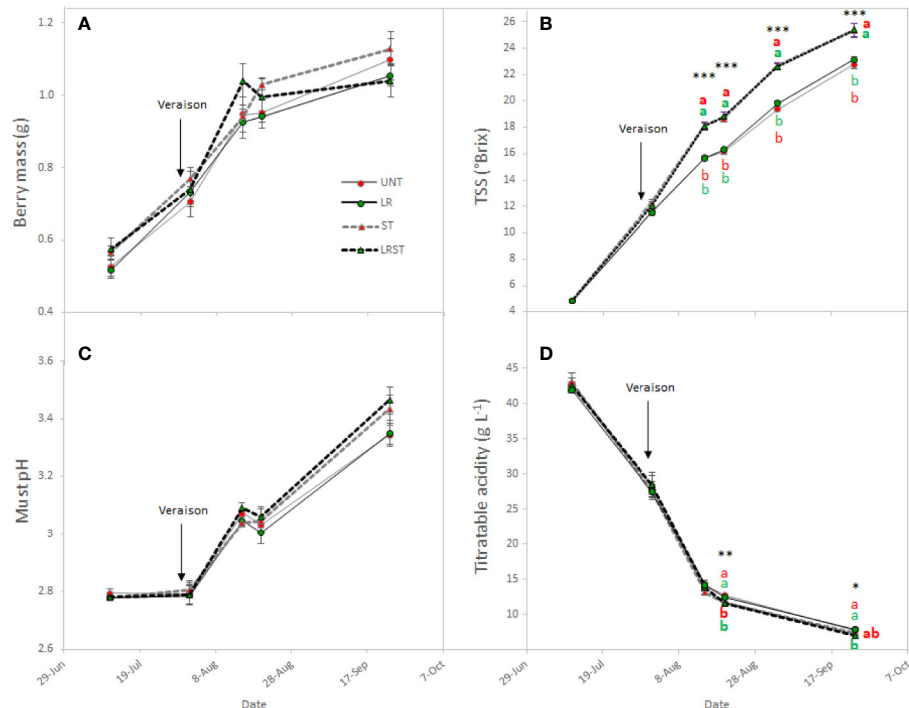 A
Berry mass (g)
1.2
1.0
0.8
0.6
0.4
Veraison
UNT
LR
ST
LRST
B
TSS (°Brix)
26
24
22
20
18
16
14
12
10
8
6
4
Veraison
***
***
***
***
a
a
a
a
a
a
a
a
b
b
b
b
b
b
b
b
C
Must pH
3.6
3.4
3.2
3
2.8
2.6
Veraison
29-Jun
19-Jul
8-Aug
28-Aug
17-Sep
7-Oct
Date
D
Titratable acidity (g L-1)
45
40
35
30
25
20
15
10
Veraison
**
a
a
b
b
*
a
a
ab
b
29-Jun
19-Jul
8-Aug
28-Aug
17-Sep
7-Oct
Date